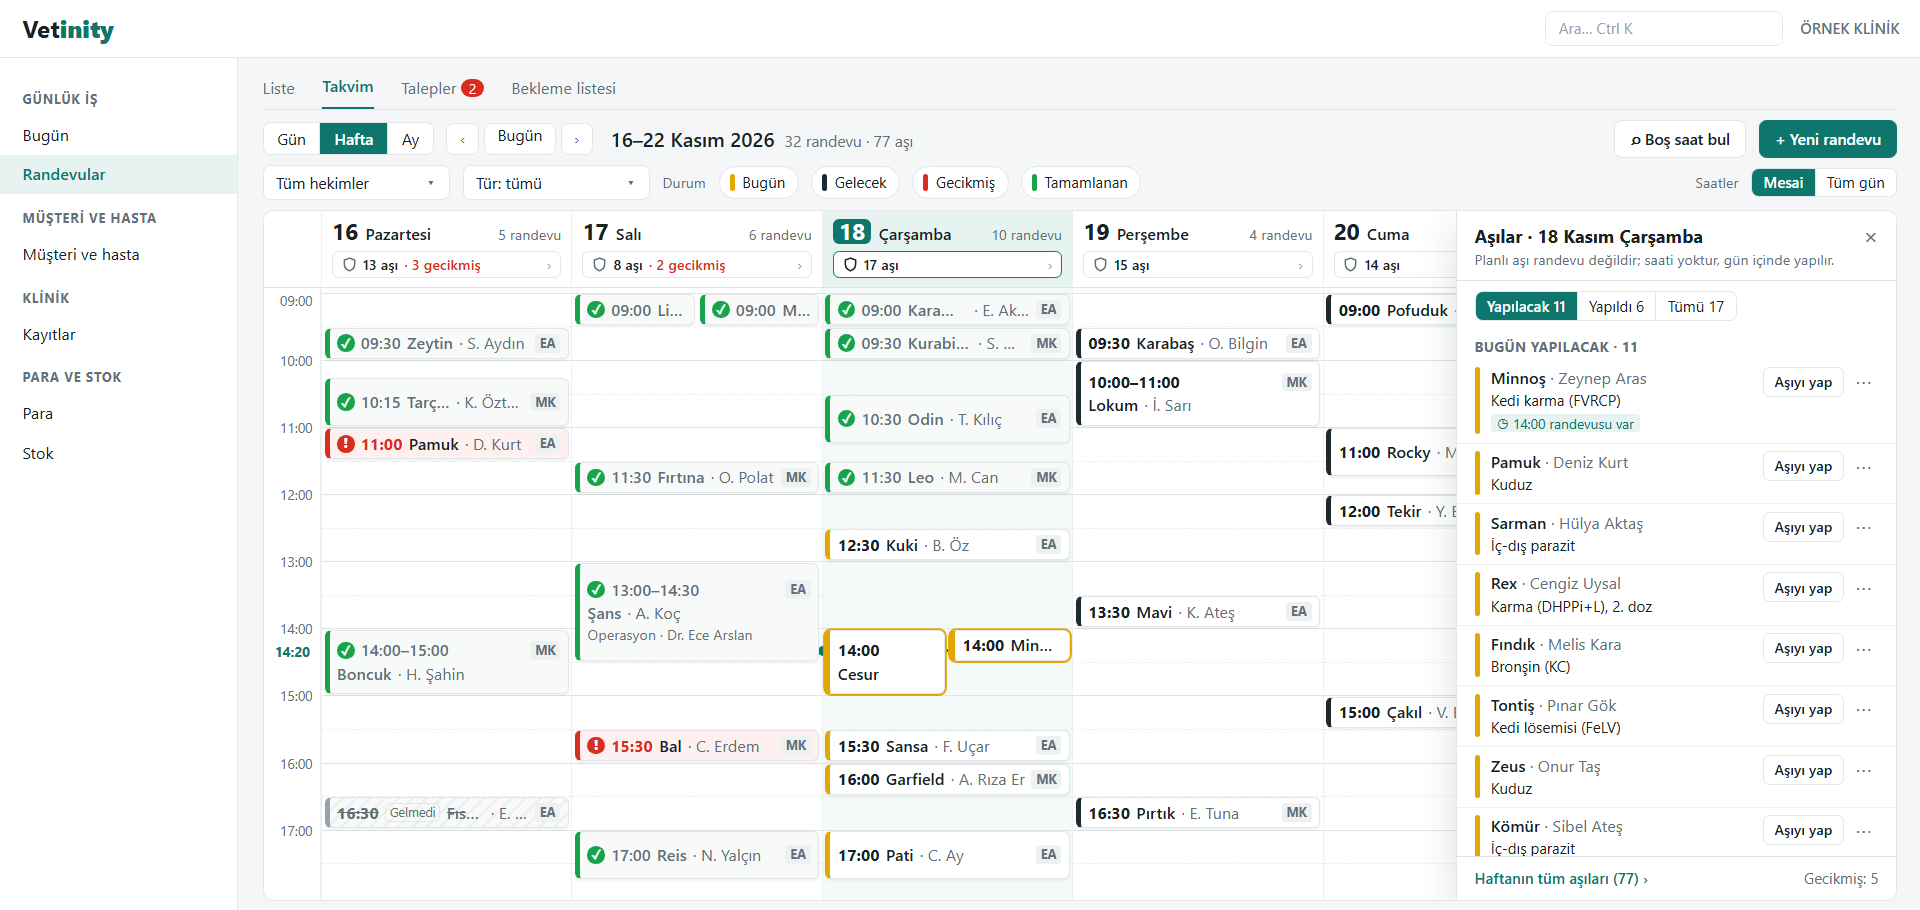 Vetinity
Ara... Ctrl K
ÖRNEK KLİNİK
GÜNLÜK İŞ
Bugün
Randevular
MÜŞTERİ VE HASTA
Müşteri ve hasta
KLİNİK
Kayıtlar
PARA VE STOK
Para
Stok
Liste Takvim Talepler 2 Bekleme listesi
Gün Hafta Ay ‹ Bugün › 16–22 Kasım 2026 32 randevu · 77 aşı
Boş saat bul + Yeni randevu
Tüm hekimler Tür: tümü Durum Bugün Gelecek Gecikmiş Tamamlanan
Saatler Mesai Tüm gün
16 Pazartesi 5 randevu
13 aşı · 3 gecikmiş ›
17 Salı 6 randevu
8 aşı · 2 gecikmiş ›
18 Çarşamba 10 randevu
17 aşı ›
19 Perşembe 4 randevu
15 aşı ›
20 Cuma
14 aşı
09:00
10:00
11:00
12:00
13:00
14:00
14:20
15:00
16:00
17:00
09:30 Zeytin · S. Aydın EA
10:15 Tarç... · K. Özt... MK
11:00 Pamuk · D. Kurt EA
14:00–15:00 MK
Boncuk · H. Şahin
16:30 Gelmedi Fıs... · E. ... EA
09:00 Li...
09:00 M...
11:30 Fırtına · O. Polat MK
13:00–14:30 EA
Şans · A. Koç
Operasyon · Dr. Ece Arslan
15:30 Bal · C. Erdem MK
17:00 Reis · N. Yalçın EA
09:00 Kara... · E. Ak... EA
09:30 Kurabi... · S. ... MK
10:30 Odin · T. Kılıç EA
11:30 Leo · M. Can MK
12:30 Kuki · B. Öz EA
14:00
Cesur
14:00 Min...
15:30 Sansa · F. Uçar EA
16:00 Garfield · A. Rıza Er MK
17:00 Pati · C. Ay EA
09:30 Karabaş · O. Bilgin EA
10:00–11:00 MK
Lokum · İ. Sarı
13:30 Mavi · K. Ateş EA
16:30 Pırtık · E. Tuna MK
09:00 Pofuduk ·
11:00 Rocky ·
12:00 Tekir · Y.
15:00 Çakıl · V.
Aşılar · 18 Kasım Çarşamba ×
Planlı aşı randevu değildir; saati yoktur, gün içinde yapılır.
Yapılacak 11 Yapıldı 6 Tümü 17
BUGÜN YAPILACAK · 11
Minnoş · Zeynep Aras
Kedi karma (FVRCP)
14:00 randevusu var
Aşıyı yap ...
Pamuk · Deniz Kurt
Kuduz
Aşıyı yap ...
Sarman · Hülya Aktaş
İç-dış parazit
Aşıyı yap ...
Rex · Cengiz Uysal
Karma (DHPPi+L), 2. doz
Aşıyı yap ...
Fındık · Melis Kara
Bronşin (KC)
Aşıyı yap ...
Tontiş · Pınar Gök
Kedi lösemisi (FeLV)
Aşıyı yap ...
Zeus · Onur Taş
Kuduz
Aşıyı yap ...
Kömür · Sibel Ateş
İç-dış parazit
Aşıyı yap ...
Haftanın tüm aşıları (77) › Gecikmiş: 5